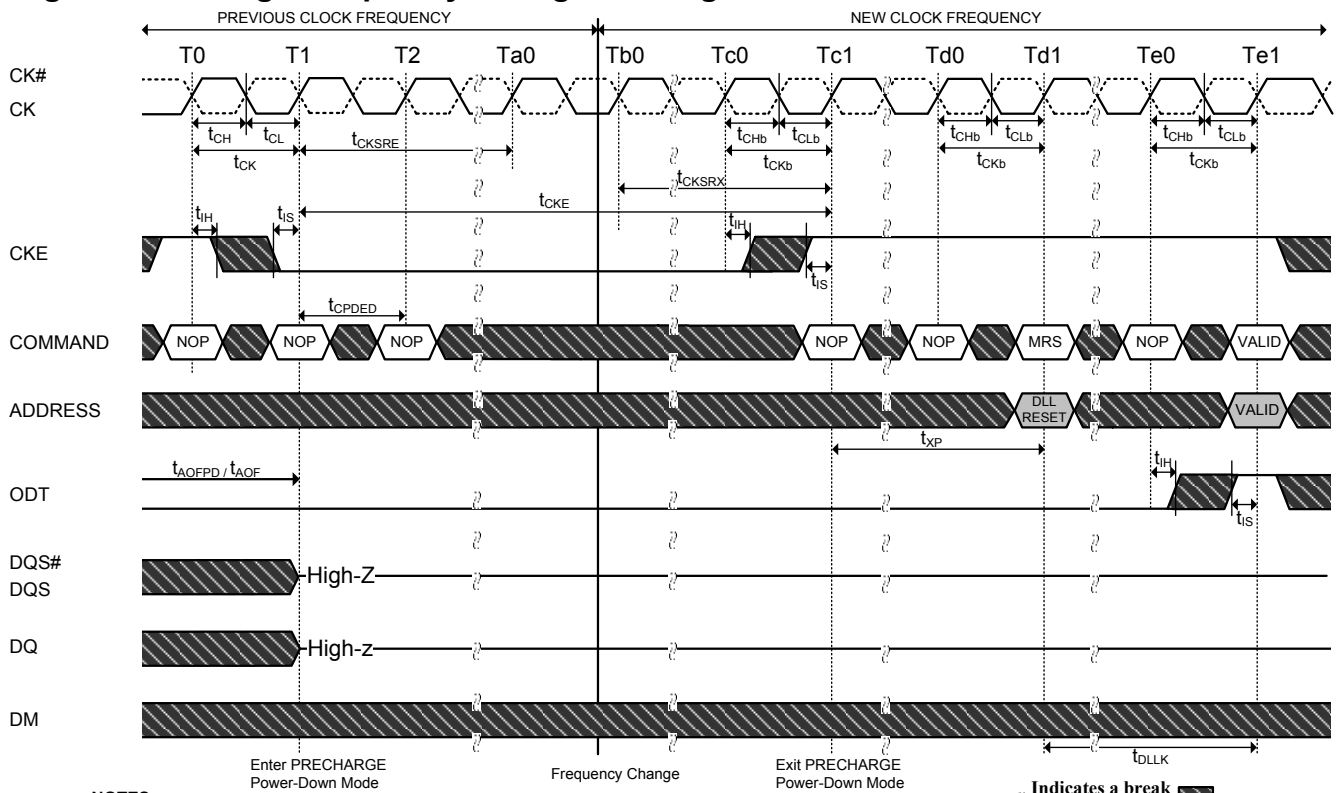 PREVIOUS CLOCK FREQUENCY NEW CLOCK FREQUENCY
T0 T1 T2 Ta0 Tb0 Tc0 Tc1 Td0 Td1 Te0 Te1
CK#
CK
tCH tCL tCKSRE tCHb tCLb tCHb tCLb tCHb tCLb
tCK tCKb tCKb tCKb
tCKSRX
tCKE
tIH tIS tIH
CKE
tIS
tCPDED
COMMAND NOP NOP NOP NOP NOP MRS NOP VALID
ADDRESS DLL RESET VALID
tXP
tAOFPD / tAOF tIH
ODT
tIS
DQS#
DQS High-Z
DQ High-z
DM
tDLLK
Enter PRECHARGE
Power-Down Mode
Frequency Change
Exit PRECHARGE
Power-Down Mode
Indicates a break